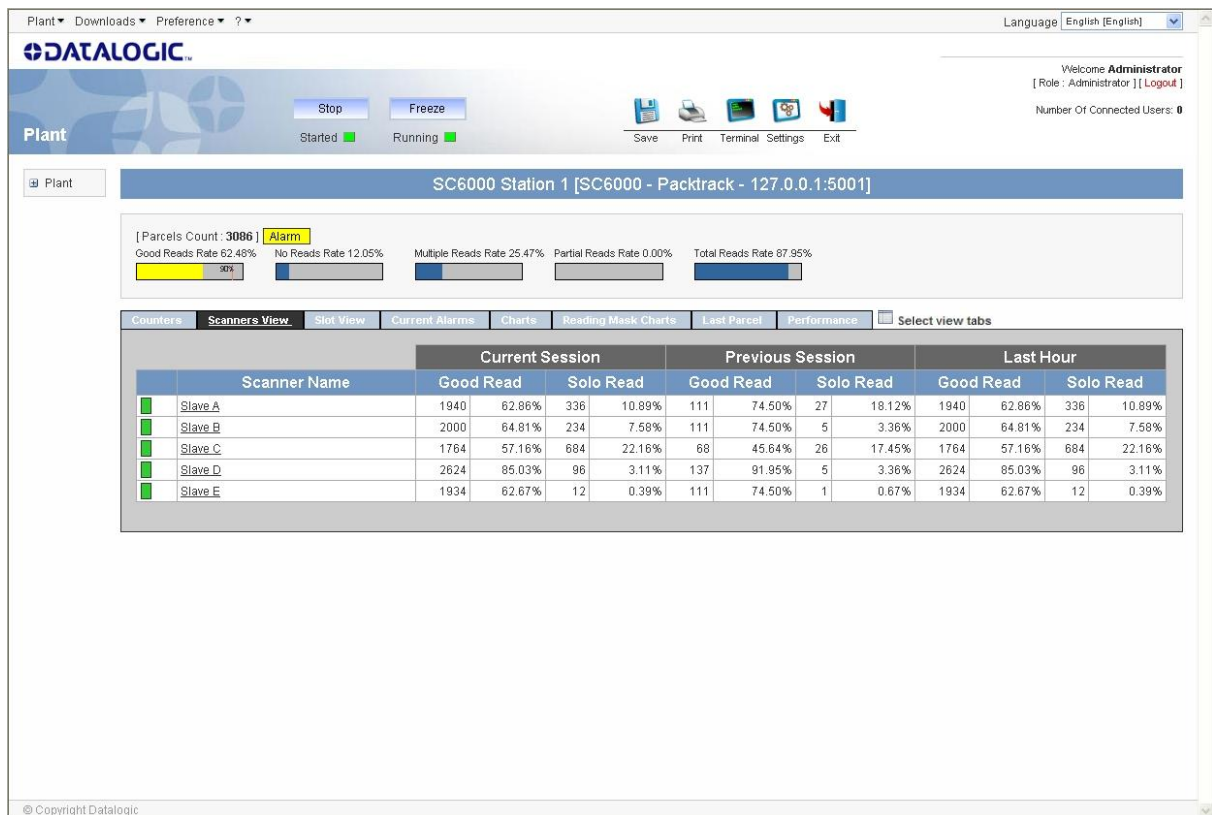 Plant Downloads Preference ? Language English [English]
DATALOGIC™
Welcome Administrator
[ Role : Administrator ] [ Logout ]
Number Of Connected Users: 0
Plant
Stop Freeze
Started Running
Save Print Terminal Settings Exit
Plant
SC6000 Station 1 [SC6000 - Packtrack - 127.0.0.1:5001]
[ Parcels Count : 3086 ] Alarm
Good Reads Rate 62.48% No Reads Rate 12.05% Multiple Reads Rate 25.47% Partial Reads Rate 0.00% Total Reads Rate 87.95%
90%
Counters Scanners View Slot View Current Alarms Charts Reading Mask Charts Last Parcel Performance Select view tabs
Current Session Previous Session Last Hour
Scanner Name Good Read Solo Read Good Read Solo Read Good Read Solo Read
Slave A 1940 62.86% 336 10.89% 111 74.50% 27 18.12% 1940 62.86% 336 10.89%
Slave B 2000 64.81% 234 7.58% 111 74.50% 5 3.36% 2000 64.81% 234 7.58%
Slave C 1764 57.16% 684 22.16% 68 45.64% 26 17.45% 1764 57.16% 684 22.16%
Slave D 2624 85.03% 96 3.11% 137 91.95% 5 3.36% 2624 85.03% 96 3.11%
Slave E 1934 62.67% 12 0.39% 111 74.50% 1 0.67% 1934 62.67% 12 0.39%
© Copyright Datalogic